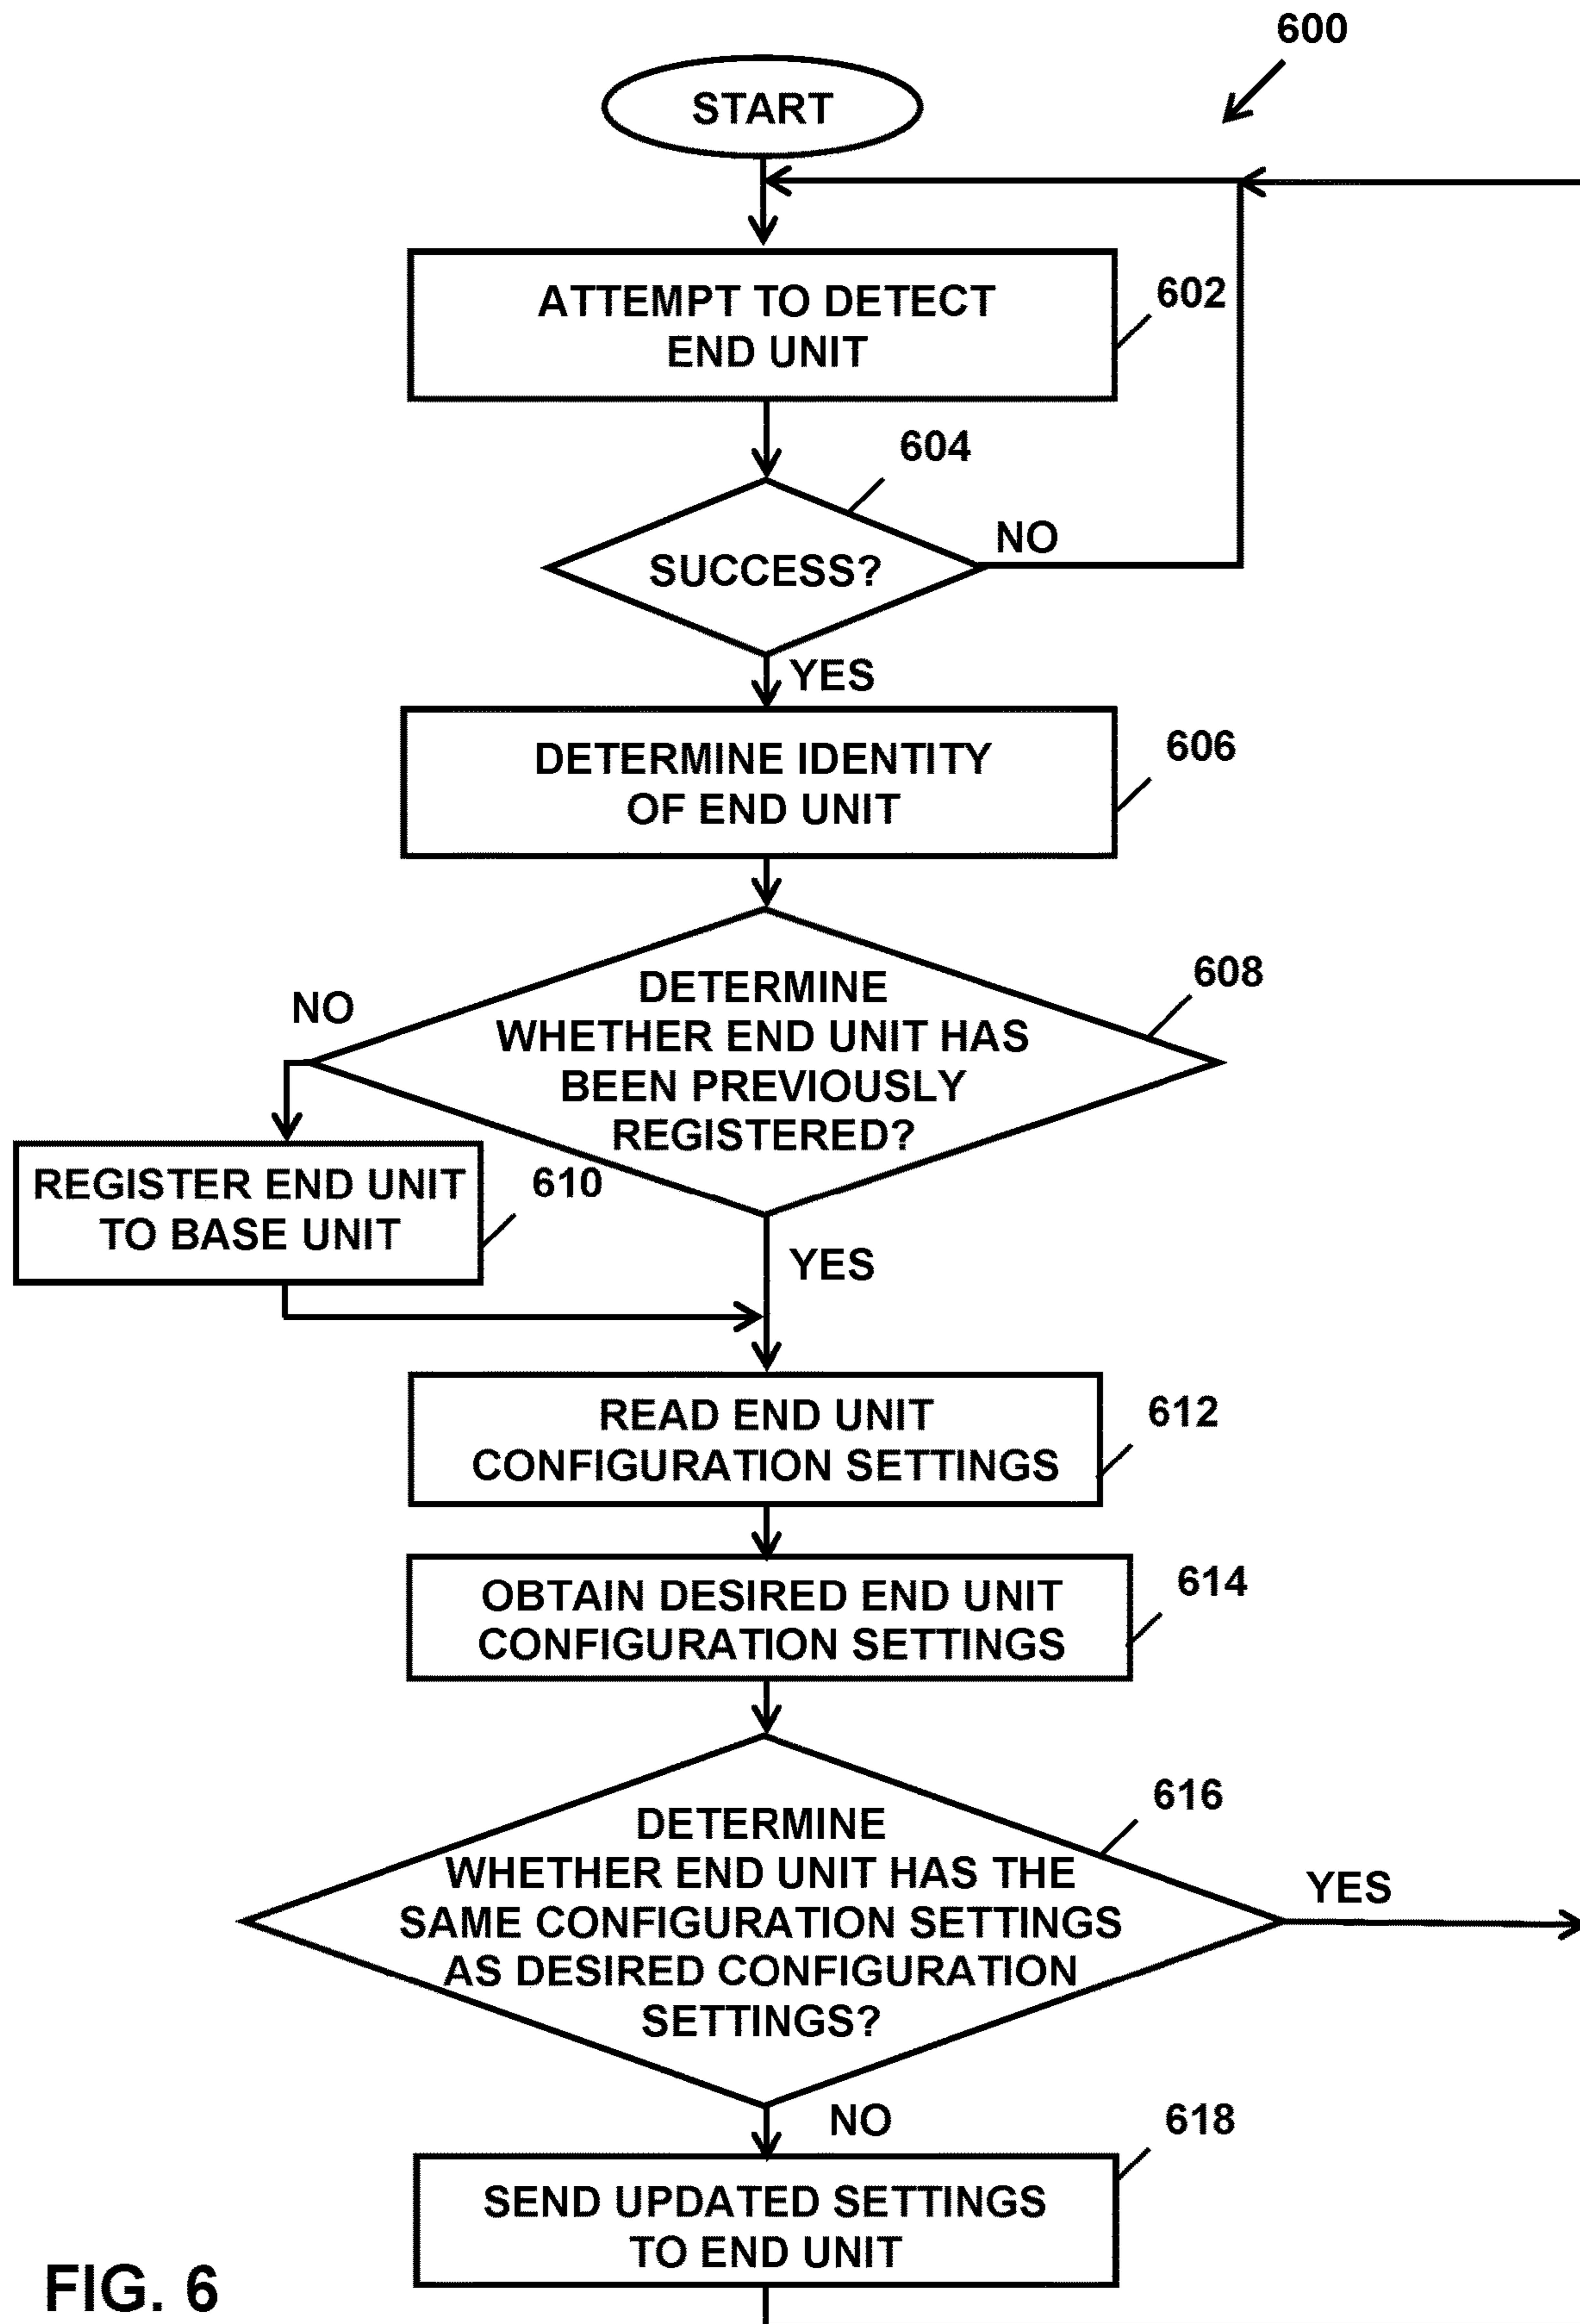 600
START
ATTEMPT TO DETECT
END UNIT
602
604
SUCCESS?
NO
YES
DETERMINE IDENTITY
OF END UNIT
606
608
NO
DETERMINE
WHETHER END UNIT HAS
BEEN PREVIOUSLY
REGISTERED?
REGISTER END UNIT
TO BASE UNIT
610
YES
READ END UNIT
CONFIGURATION SETTINGS
612
OBTAIN DESIRED END UNIT
CONFIGURATION SETTINGS
614
616
DETERMINE
WHETHER END UNIT HAS THE
SAME CONFIGURATION SETTINGS
AS DESIRED CONFIGURATION
SETTINGS?
YES
NO
618
SEND UPDATED SETTINGS
TO END UNIT
FIG. 6